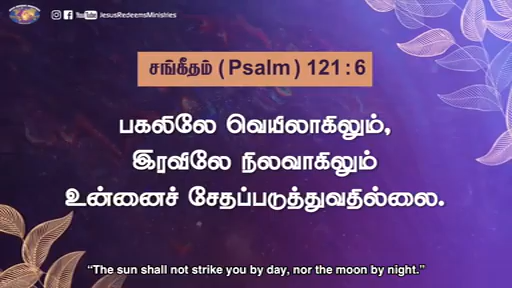 JesusRedeemsMinistries
சங்கீதம் (Psalm) 121 : 6
பகலிலே வெயிலாகிலும்,
இரவிலே நிலவாகிலும்
உன்னைச் சேதப்படுத்துவதில்லை.
“The sun shall not strike you by day, nor the moon by night.”